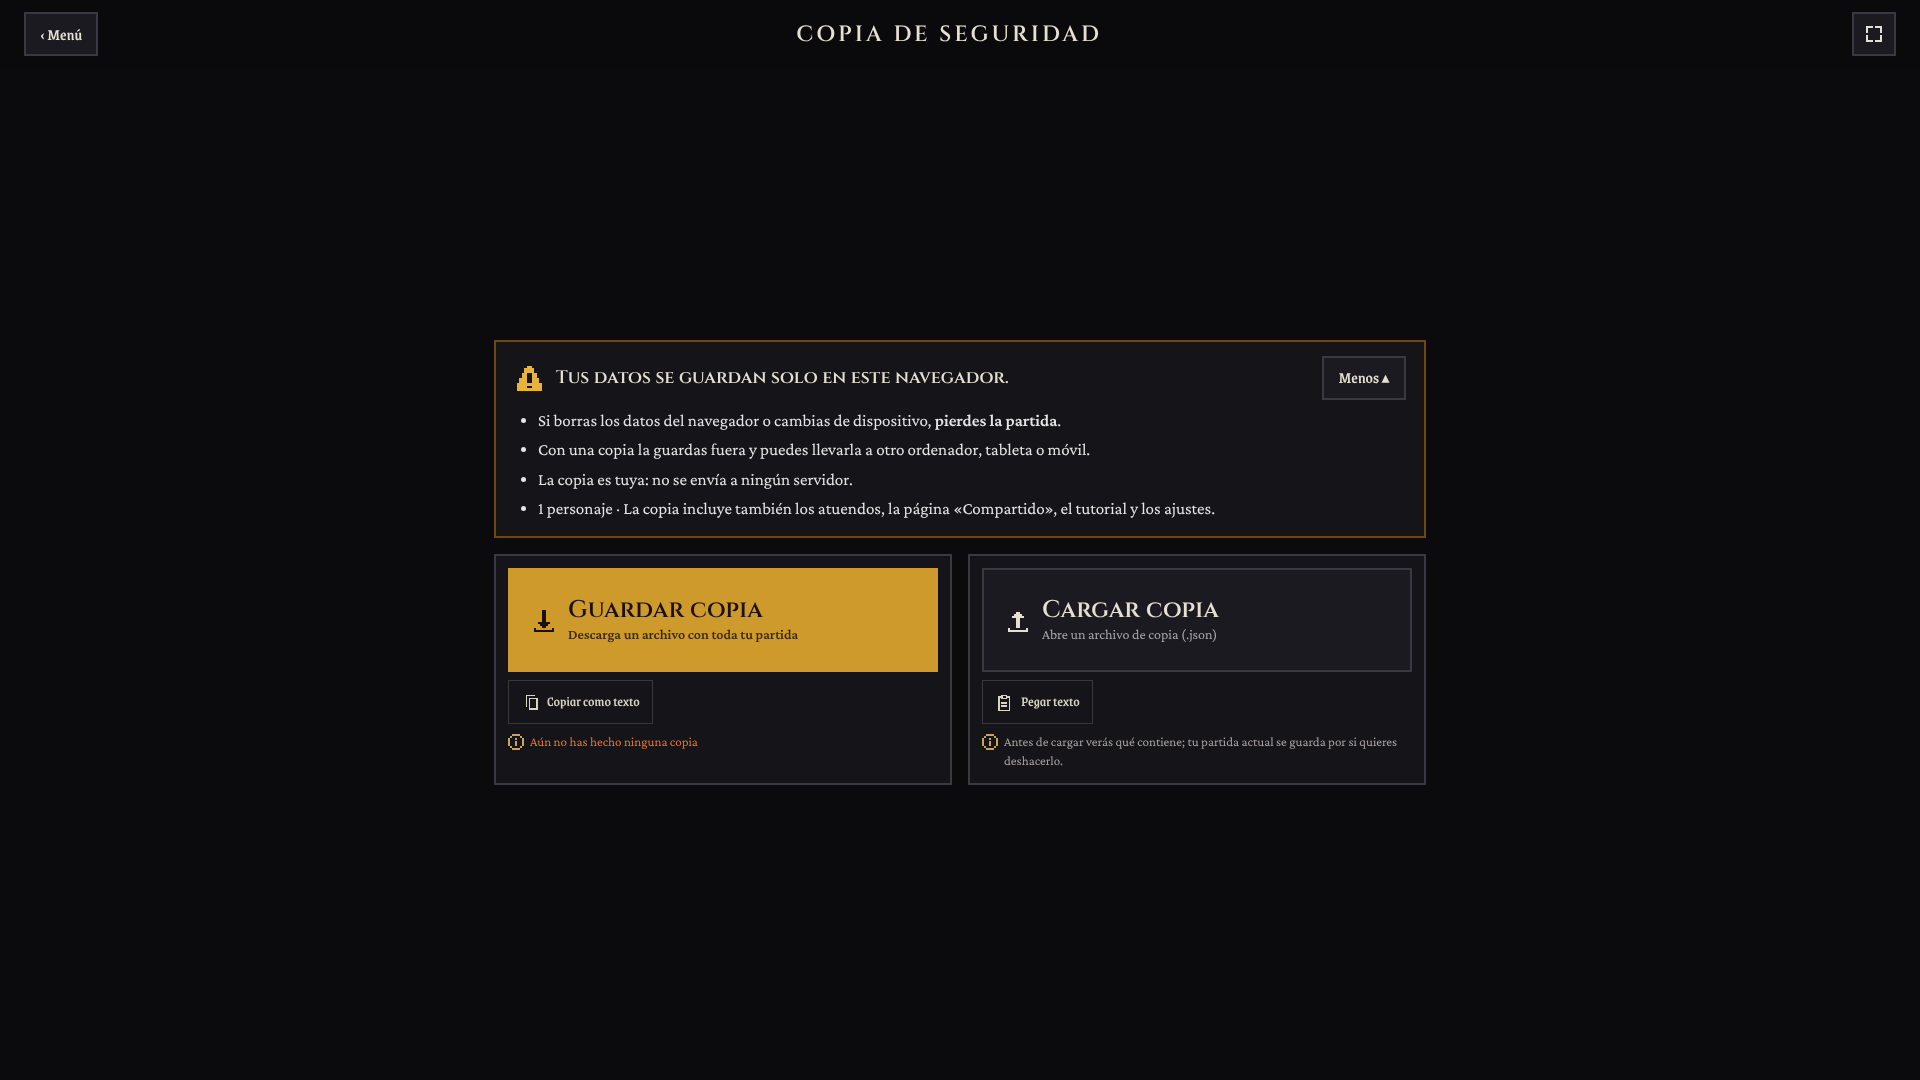 ‹ Menú
COPIA DE SEGURIDAD
Tus datos se guardan solo en este navegador.
Menos ▴
• Si borras los datos del navegador o cambias de dispositivo, pierdes la partida.
• Con una copia la guardas fuera y puedes llevarla a otro ordenador, tableta o móvil.
• La copia es tuya: no se envía a ningún servidor.
• 1 personaje · La copia incluye también los atuendos, la página «Compartido», el tutorial y los ajustes.
Guardar copia
Descarga un archivo con toda tu partida
Copiar como texto
Aún no has hecho ninguna copia
Cargar copia
Abre un archivo de copia (.json)
Pegar texto
Antes de cargar verás qué contiene; tu partida actual se guarda por si quieres
deshacerlo.